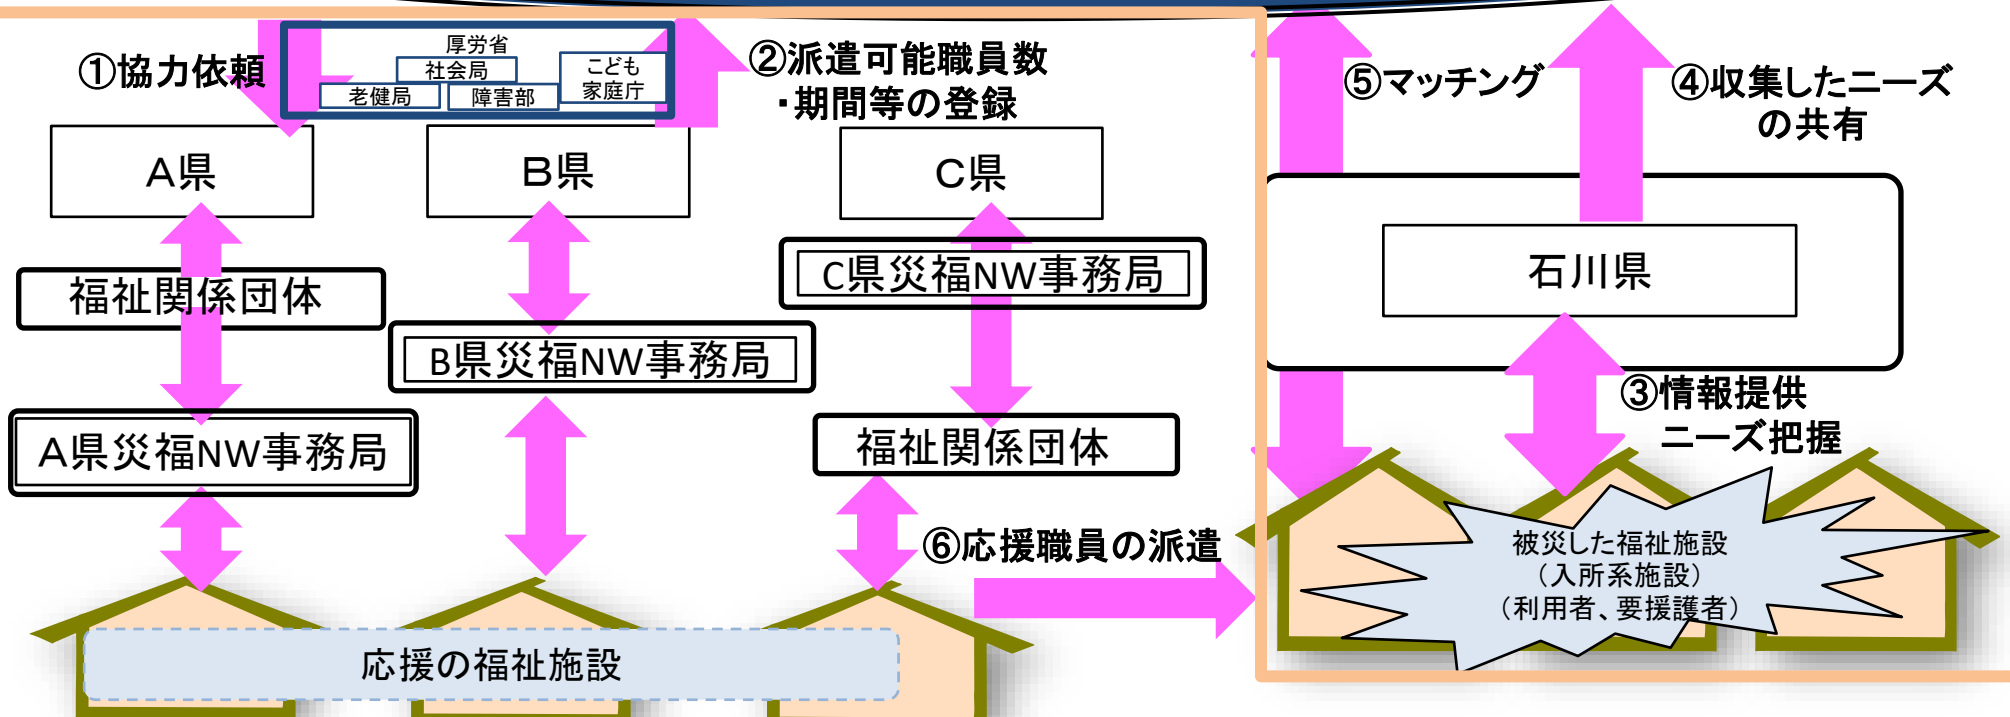 ①協力依頼
厚労省
社会局
老健局
障害部
こども
家庭庁
②派遣可能職員数
・期間等の登録
⑤マッチング
④収集したニーズ
の共有
A県
B県
C県
福祉関係団体
C県災福NW事務局
石川県
B県災福NW事務局
③情報提供
ニーズ把握
A県災福NW事務局
福祉関係団体
⑥応援職員の派遣
被災した福祉施設
（入所系施設）
（利用者、要援護者）
応援の福祉施設